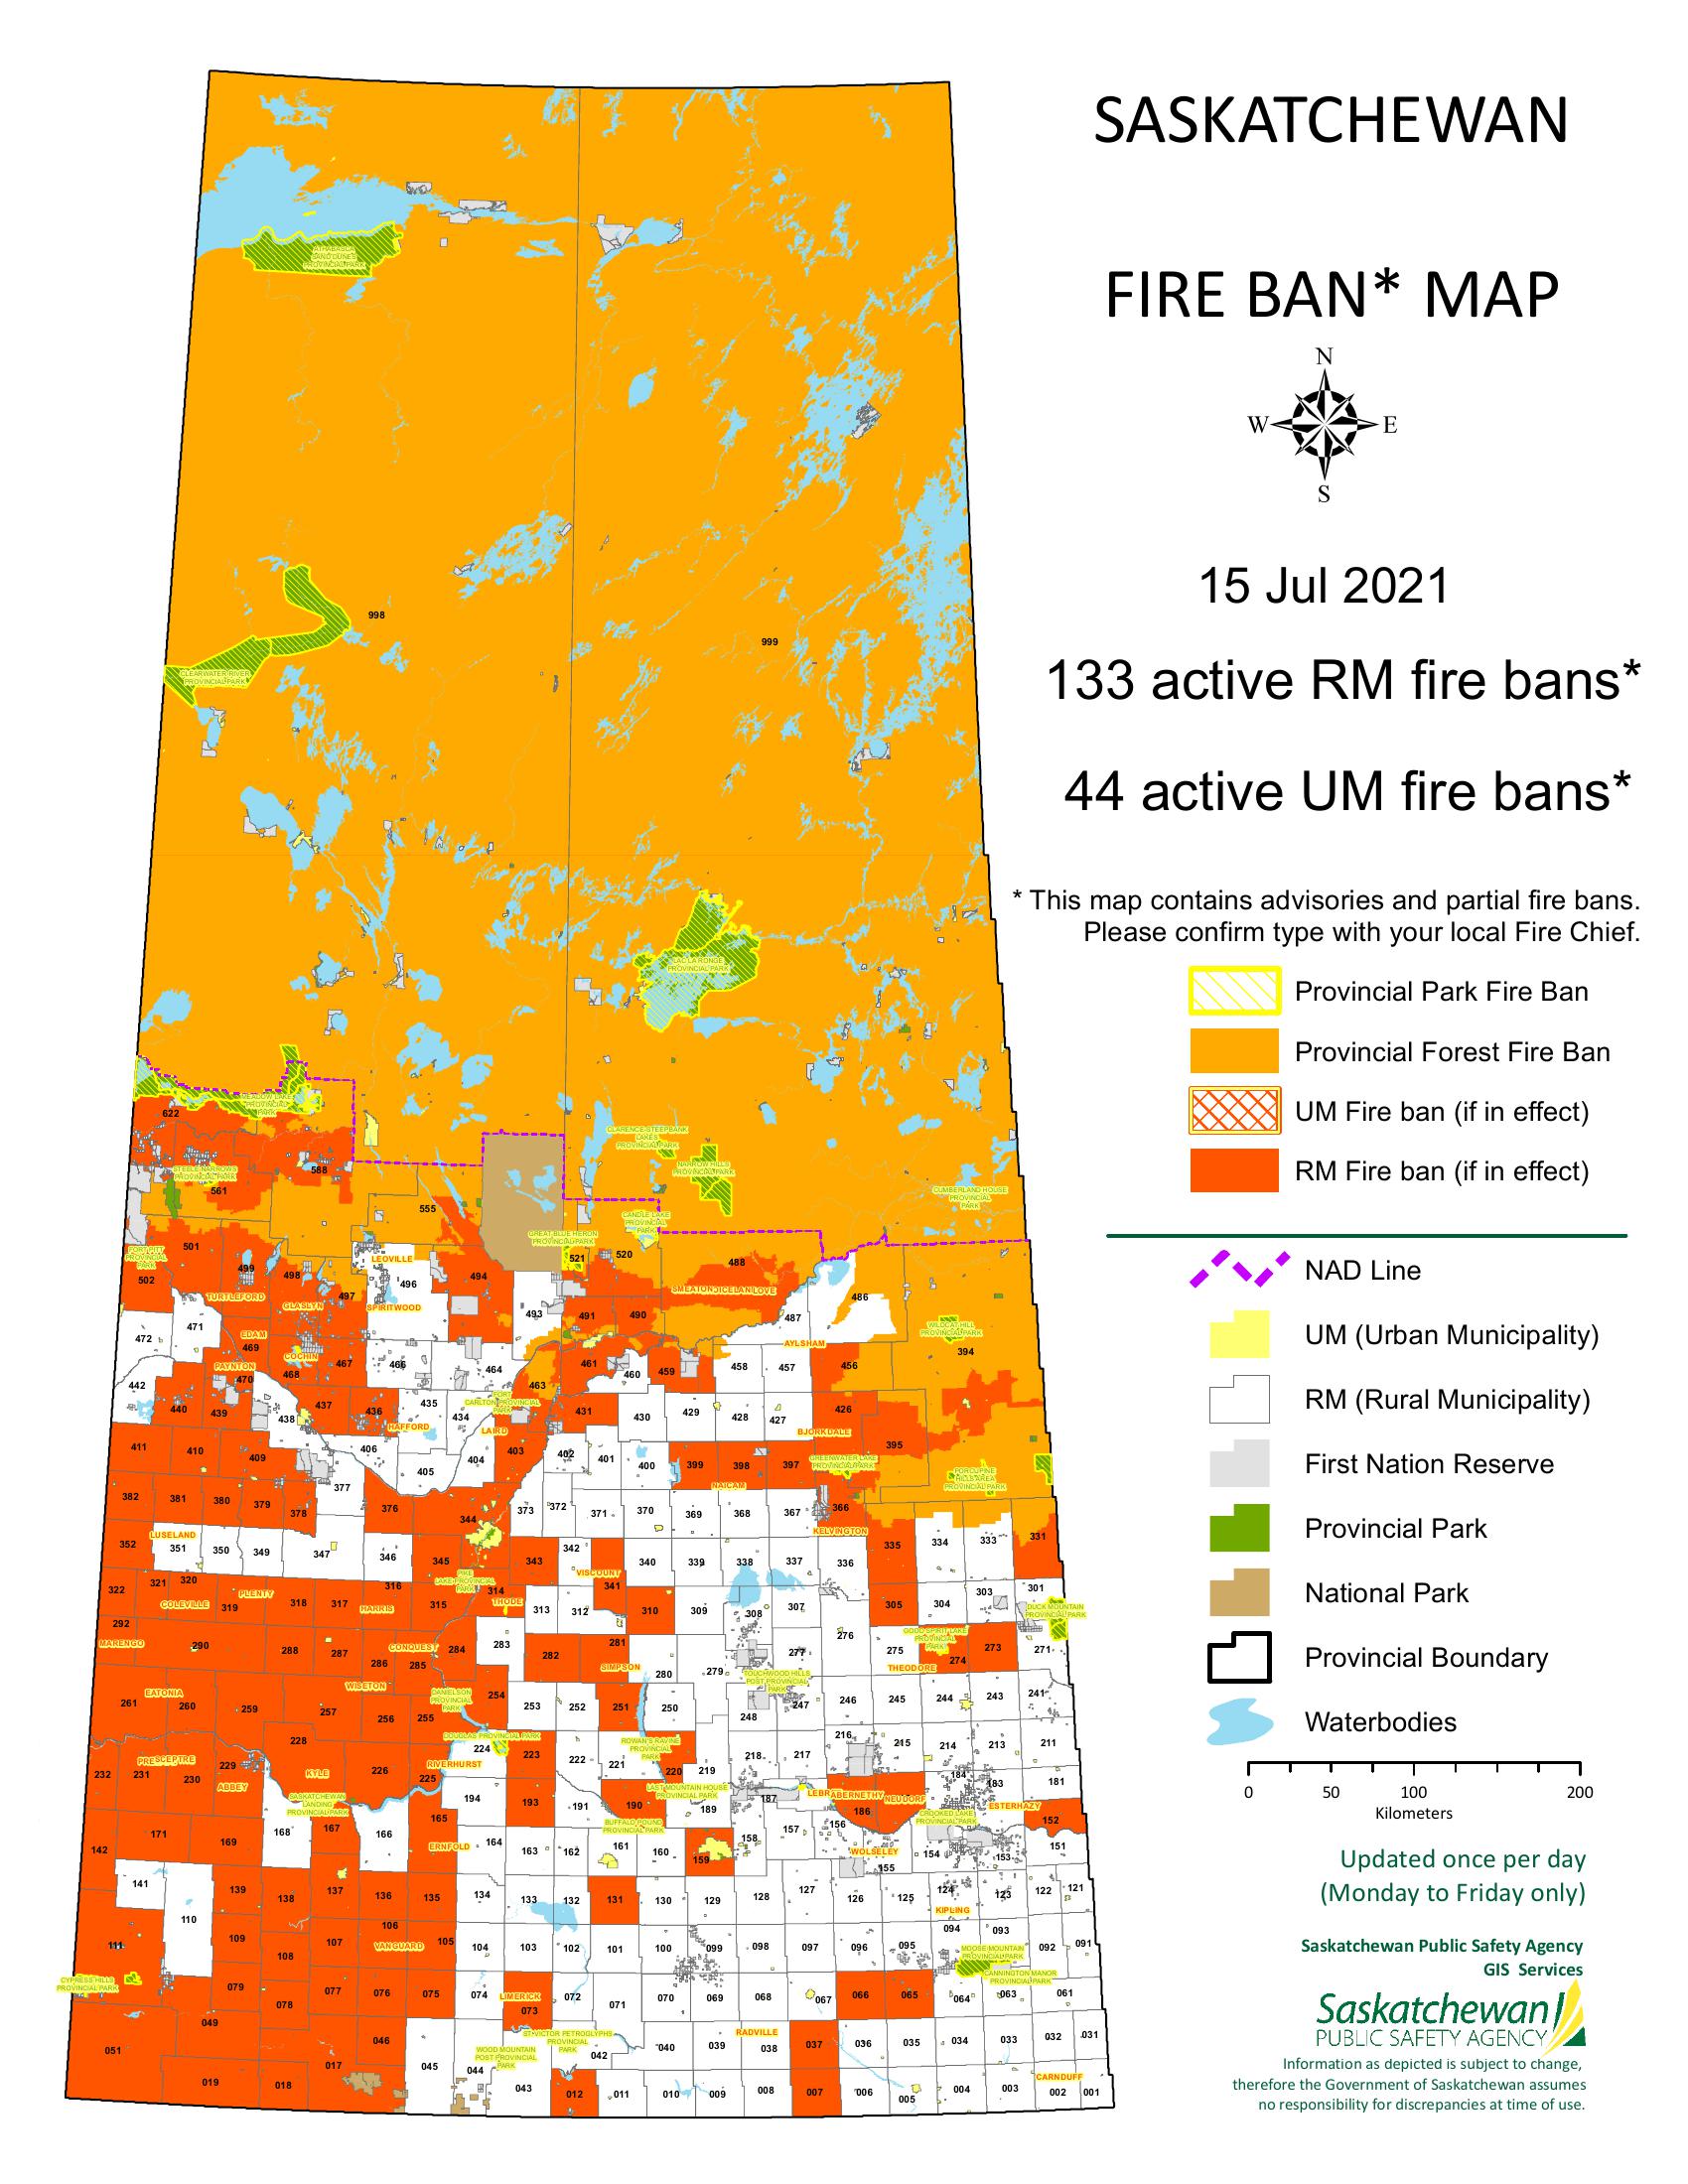 SASKATCHEWAN
FIRE BAN* MAP
N
W
E
S
15 Jul 2021
133 active RM fire bans*
44 active UM fire bans*
* This map contains advisories and partial fire bans.
Please confirm type with your local Fire Chief.
Provincial Park Fire Ban
Provincial Forest Fire Ban
UM Fire ban (if in effect)
RM Fire ban (if in effect)
NAD Line
UM (Urban Municipality)
RM (Rural Municipality)
First Nation Reserve
Provincial Park
National Park
Provincial Boundary
Waterbodies
0 50 100 200
Kilometers
Updated once per day
(Monday to Friday only)
Saskatchewan Public Safety Agency
GIS Services
Saskatchewan
PUBLIC SAFETY AGENCY
Information as depicted is subject to change,
therefore the Government of Saskatchewan assumes
no responsibility for discrepancies at time of use.
ATHABASCA
SAND DUNES
PROVINCIAL PARK
998
999
CLEARWATER RIVER
PROVINCIAL PARK
LAC LA RONGE
PROVINCIAL PARK
MEADOW LAKE
PROVINCIAL
PARK
622
CLARENCE-STEEPBANK
LAKES
PROVINCIAL PARK
NARROW HILLS
PROVINCIAL PARK
588
STEELE NARROWS
PROVINCIAL PARK
561
CUMBERLAND HOUSE
PROVINCIAL
PARK
555
CANDLE LAKE
PROVINCIAL
PARK
GREAT BLUE HERON
PROVINCIAL PARK
501
FORT PITT
PROVINCIAL
PARK
LEOVILLE
521 520
488
502 499 498 494
496
TURTLEFORD
497
GLASLYN
SPIRITWOOD
SMEATON
LOVE
486
493 491 490 487
471
472
EDAM
469
COCHIN
AYLSHAM
WILDCAT HILL
PROVINCIAL PARK
394
PAYNTON
470 468 467 466 464 461 460 459 458 457 456
442
463
440 439 438 437 436 435 434
FORT
CARLTON PROVINCIAL
PARK
431 430 429 428 427 426
HAFFORD
LAIRD
BJORKDALE
411 410 409 406 405 404 403 402 401 400 399 398 397 395
GREENWATER LAKE
PROVINCIAL PARK
PORCUPINE
HILLS AREA
PROVINCIAL PARK
NAICAM
382 381 380 379 378 377 376 373 372 371 370 369 368 367 366
344
KELVINGTON
LUSELAND
352 351 350 349 347 346 345 343 342 340 339 338 337 336 335 334 333 331
VISCOUNT
341
PIKE
LAKE PROVINCIAL
PARK
322 321 320 319 318 317 316 315 314 313 312 310 309 308 307 305 304 303 301
COLEVILLE
PLENTY
HARRIS
THODE
DUCK MOUNTAIN
PROVINCIAL PARK
292
MARENGO
290 288 287 286 285 284 283 282 281 280 279 277 276 275 274 273 271
CONQUEST
SIMPSON
GOOD SPIRIT LAKE
PROVINCIAL
PARK
THEODORE
TOUCHWOOD HILLS
POST PROVINCIAL
PARK
WISETON
EATONIA
261 260 259 257 256 255 254 253 252 251 250 248 247 246 245 244 243 241
DANIELSON
PROVINCIAL
PARK
DOUGLAS PROVINCIAL PARK
ROWAN'S RAVINE
PROVINCIAL
PARK
SCEPTRE
232 231 230 229 228 226 225 224 223 222 221 220 219 218 217 216 215 214 213 211
ABBEY
KYLE
RIVERHURST
LAST MOUNTAIN HOUSE
PROVINCIAL PARK
SASKATCHEWAN
LANDING
PROVINCIAL PARK
194 193 191 190 189 187 186 184 183 181
ABERNETHY
NEUDORF
ESTERHAZY
CROOKED LAKE
PROVINCIAL PARK
BUFFALO POUND
PROVINCIAL PARK
171 169 168 167 166 165 164 163 162 161 160 159 158 157 156 155 154 153 152 151
ERNFOLD
WOLSELEY
142 141 139 138 137 136 135 134 133 132 131 130 129 128 127 126 125 124 123 122 121
KIPLING
111 110 109 108 107 106 105 104 103 102 101 100 099 098 097 096 095 094 093 092 091
VANGUARD
MOOSE MOUNTAIN
PROVINCIAL PARK
CANNINGTON MANOR
PROVINCIAL PARK
CYPRESS HILLS
PROVINCIAL PARK
079 078 077 076 075 074 073 072 071 070 069 068 067 066 065 064 063 061
LIMERICK
ST. VICTOR PETROGLYPHS
PROVINCIAL
PARK
RADVILLE
051 049 046 045 044 042 040 039 038 037 036 035 034 033 032 031
WOOD MOUNTAIN
POST PROVINCIAL
PARK
019 018 017 043 012 011 010 009 008 007 006 005 004 003 002 001
CARNDUFF